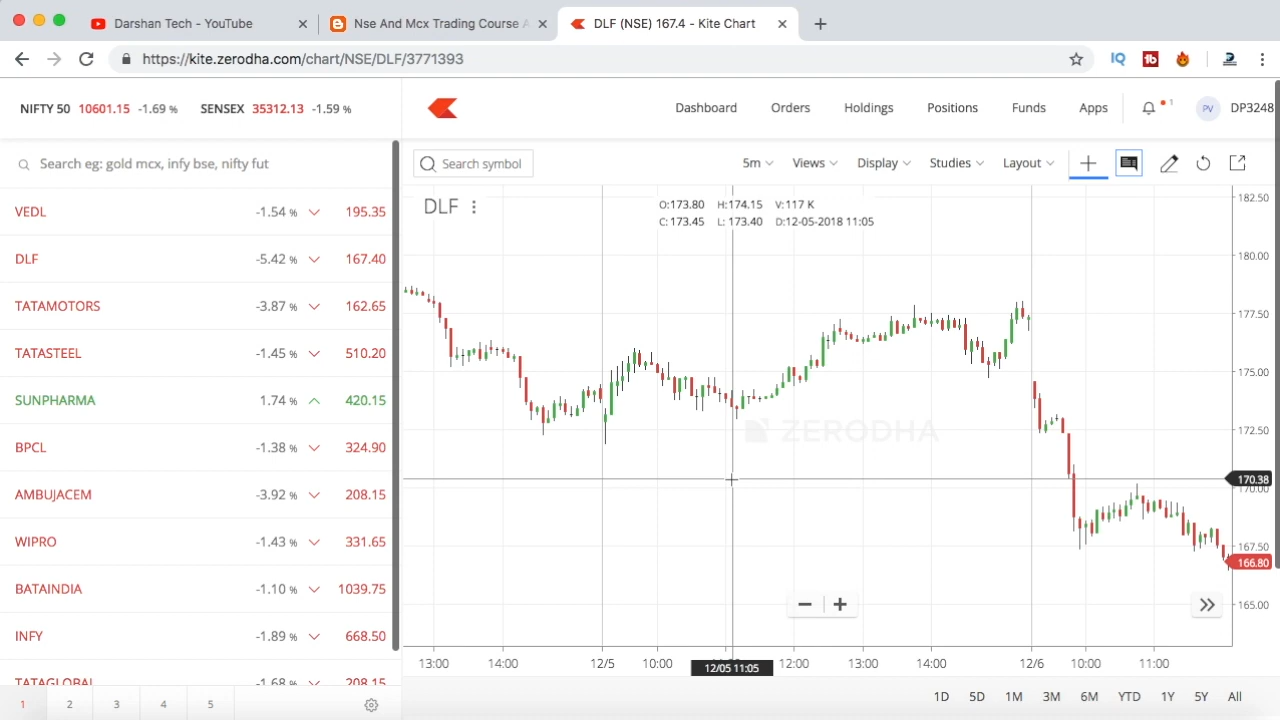 Darshan Tech - YouTube
Nse And Mcx Trading Course A
DLF (NSE) 167.4 - Kite Chart
https://kite.zerodha.com/chart/NSE/DLF/3771393
IQ
tb
NIFTY 50 10601.15 -1.69 % SENSEX 35312.13 -1.59 %
Dashboard Orders Holdings Positions Funds Apps 1 PV DP3248
Search eg: gold mcx, infy bse, nifty fut
Search symbol 5m Views Display Studies Layout
VEDL -1.54 % 195.35
DLF -5.42 % 167.40
TATAMOTORS -3.87 % 162.65
TATASTEEL -1.45 % 510.20
SUNPHARMA 1.74 % 420.15
BPCL -1.38 % 324.90
AMBUJACEM -3.92 % 208.15
WIPRO -1.43 % 331.65
BATAINDIA -1.10 % 1039.75
INFY -1.89 % 668.50
TATAGLOBAL -1.68 % 208.15
1 2 3 4 5
DLF
O:173.80 H:174.15 V:117 K
C:173.45 L: 173.40 D:12-05-2018 11:05
ZERODHA
182.50
180.00
177.50
175.00
172.50
170.38
170.00
167.50
166.80
165.00
13:00 14:00 12/5 10:00 12:00 13:00 14:00 12/6 10:00 11:00
12/05 11:05
1D 5D 1M 3M 6M YTD 1Y 5Y All